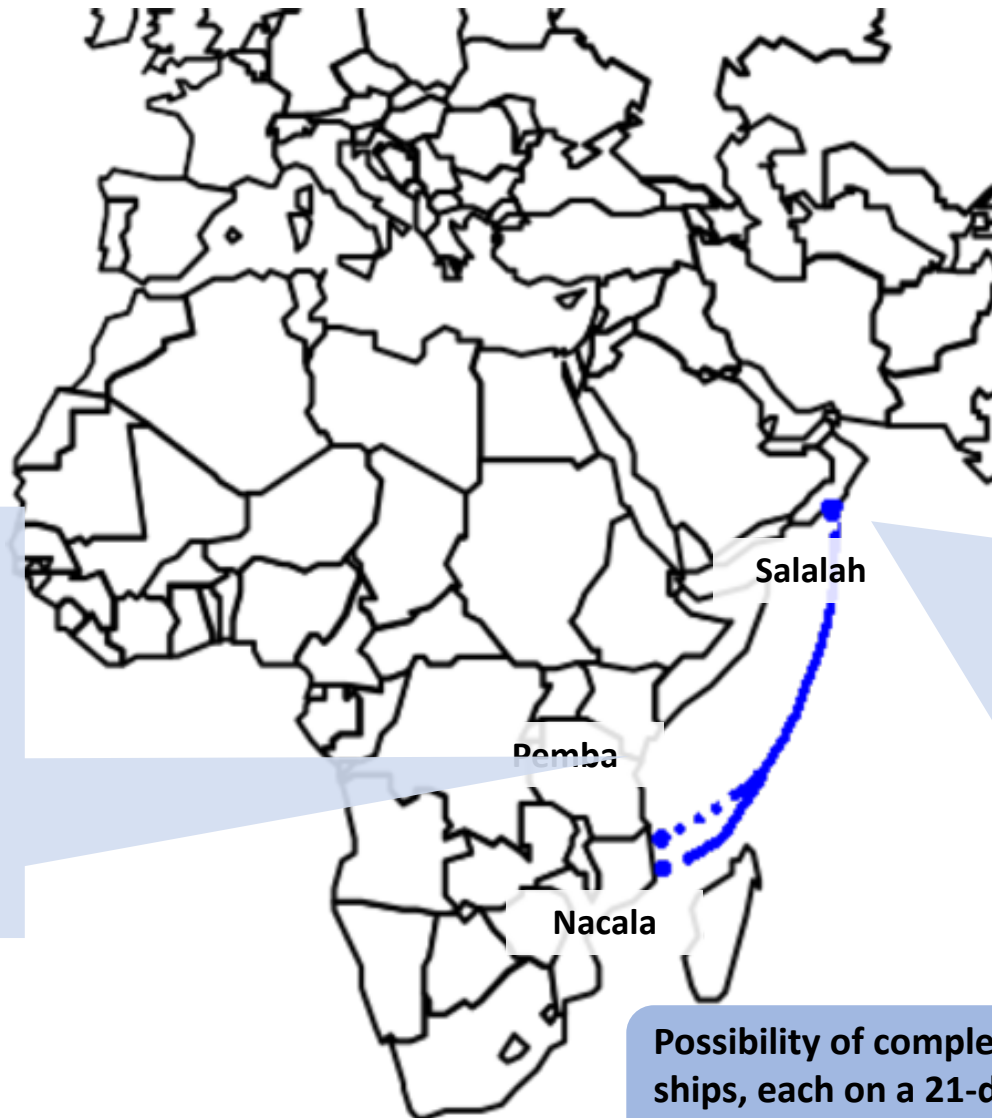 Salalah
Pemba
Nacala
Possibility of comple
ships, each on a 21-d